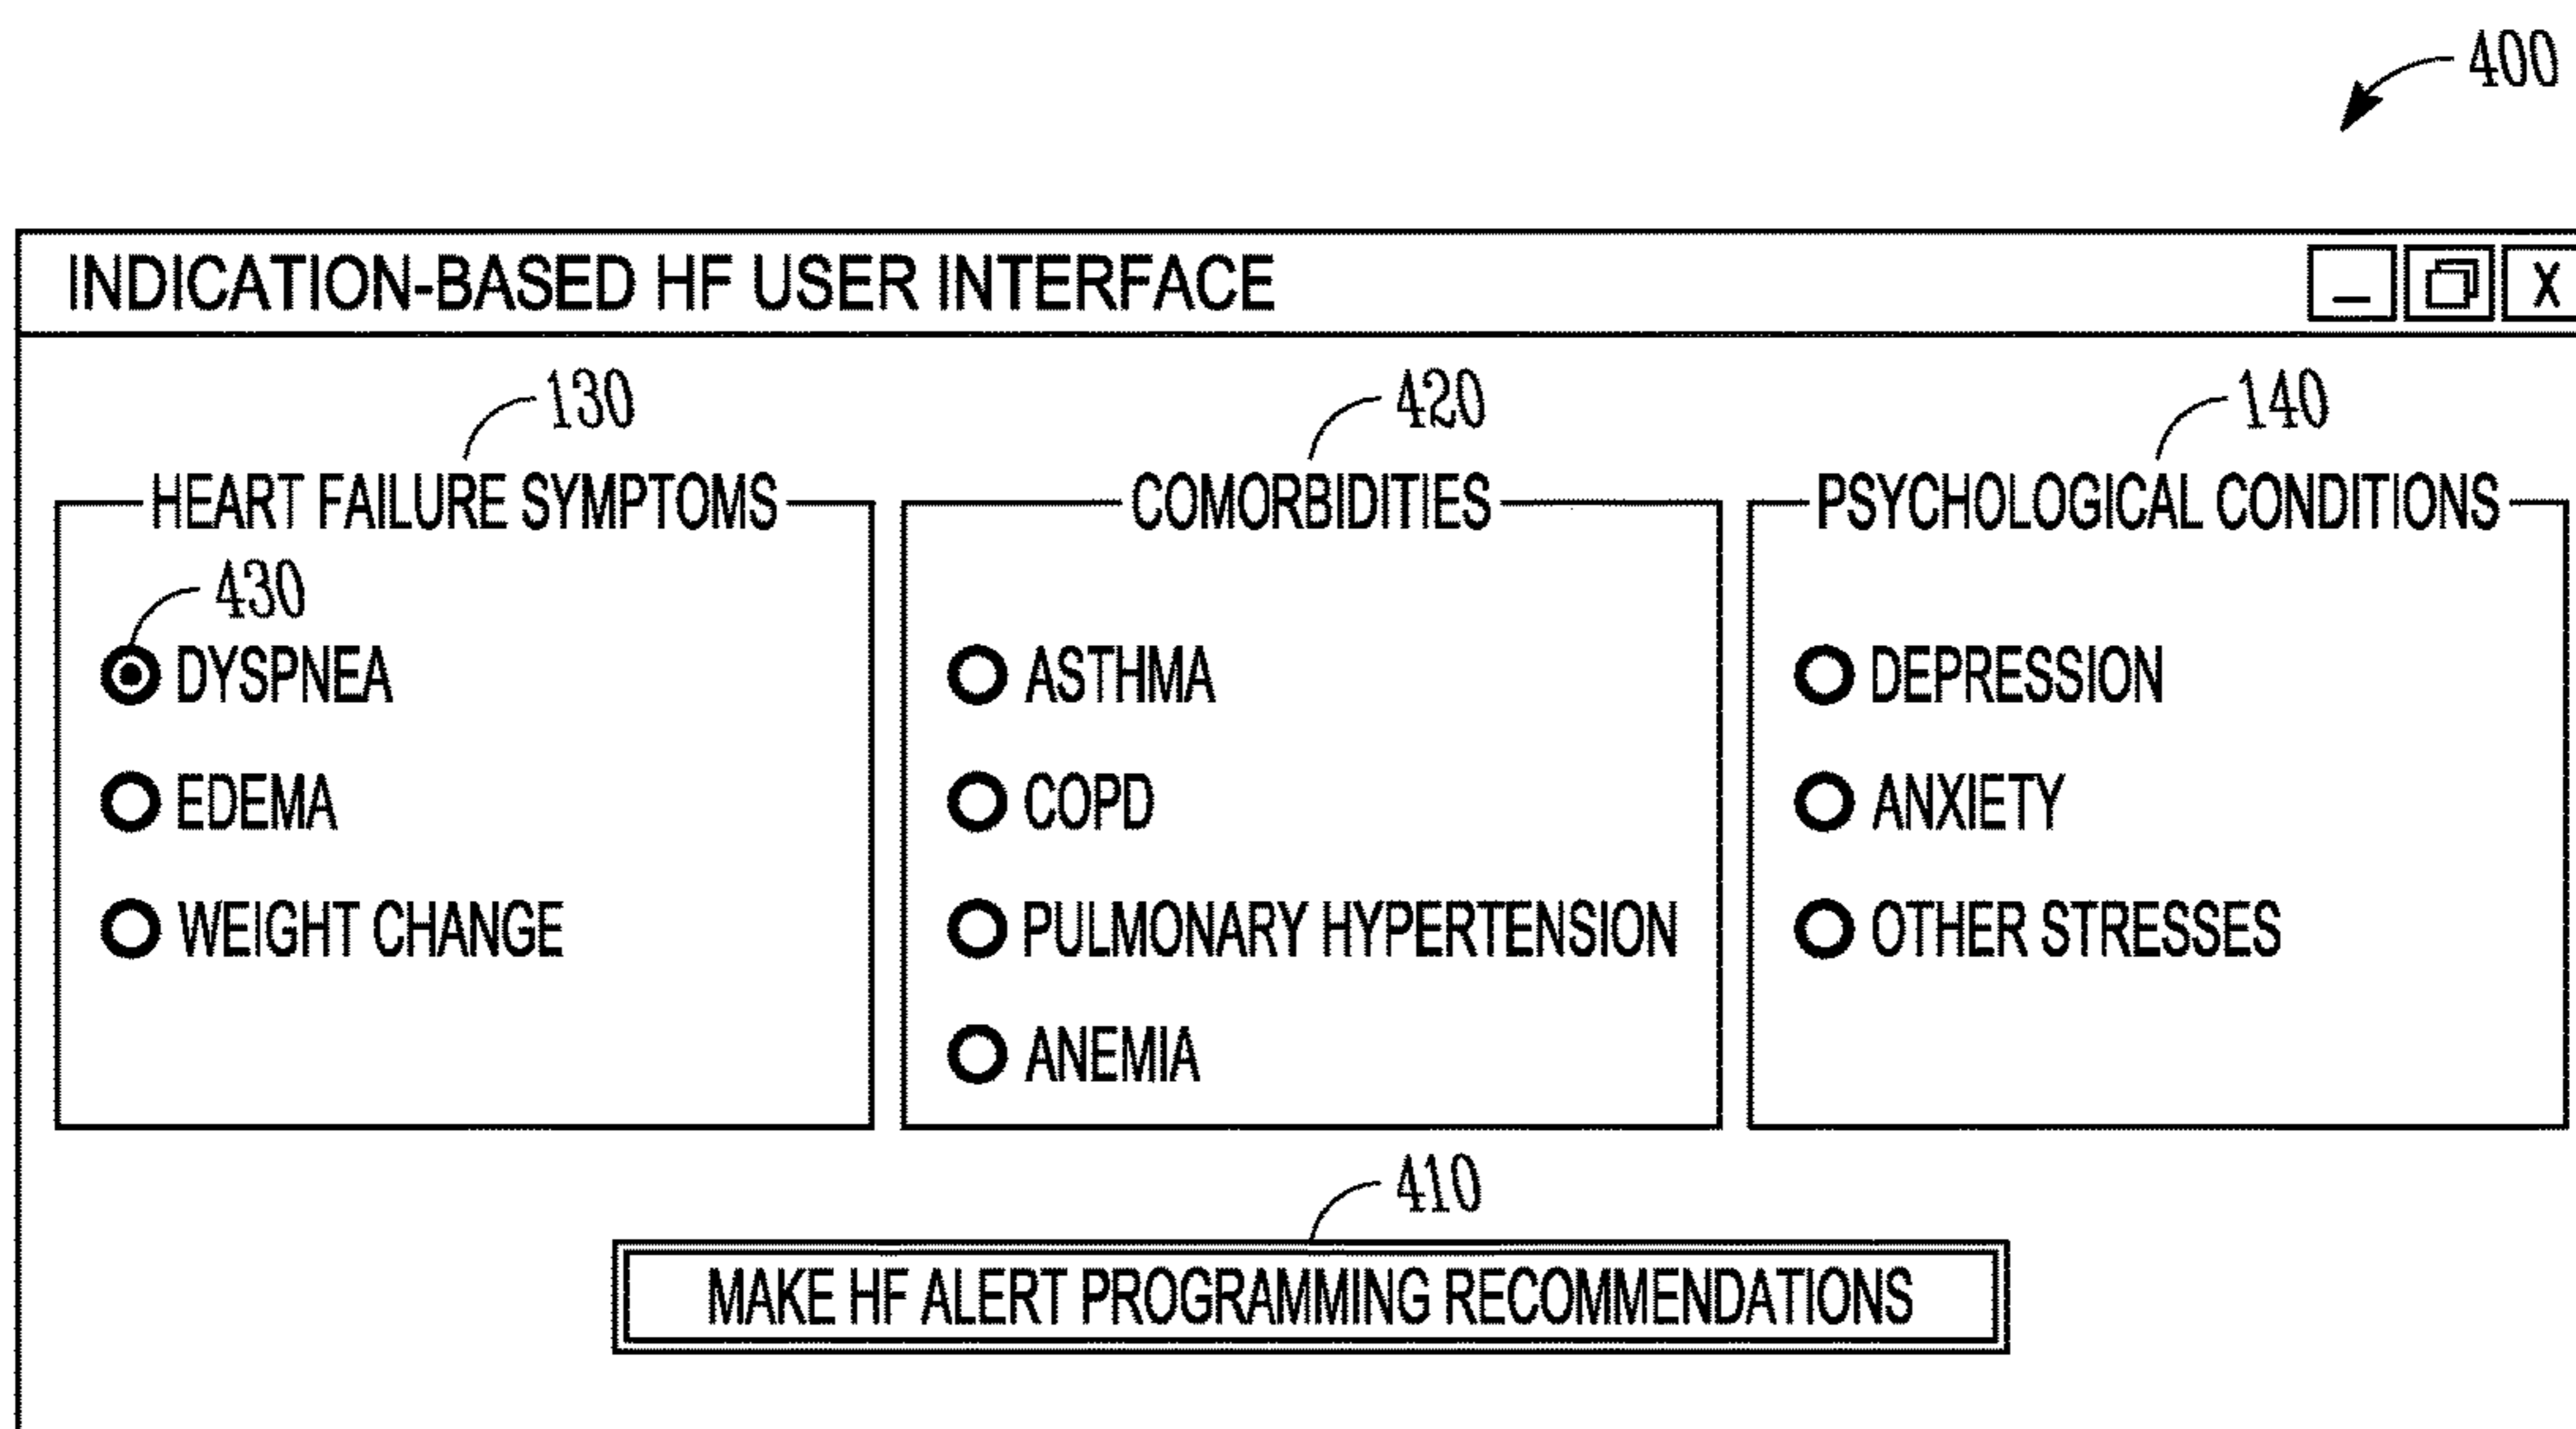 400
INDICATION-BASED HF USER INTERFACE
X
130
420
140
HEART FAILURE SYMPTOMS
COMORBIDITIES
PSYCHOLOGICAL CONDITIONS
430
DYSPNEA
ASTHMA
DEPRESSION
EDEMA
COPD
ANXIETY
WEIGHT CHANGE
PULMONARY HYPERTENSION
OTHER STRESSES
ANEMIA
410
MAKE HF ALERT PROGRAMMING RECOMMENDATIONS